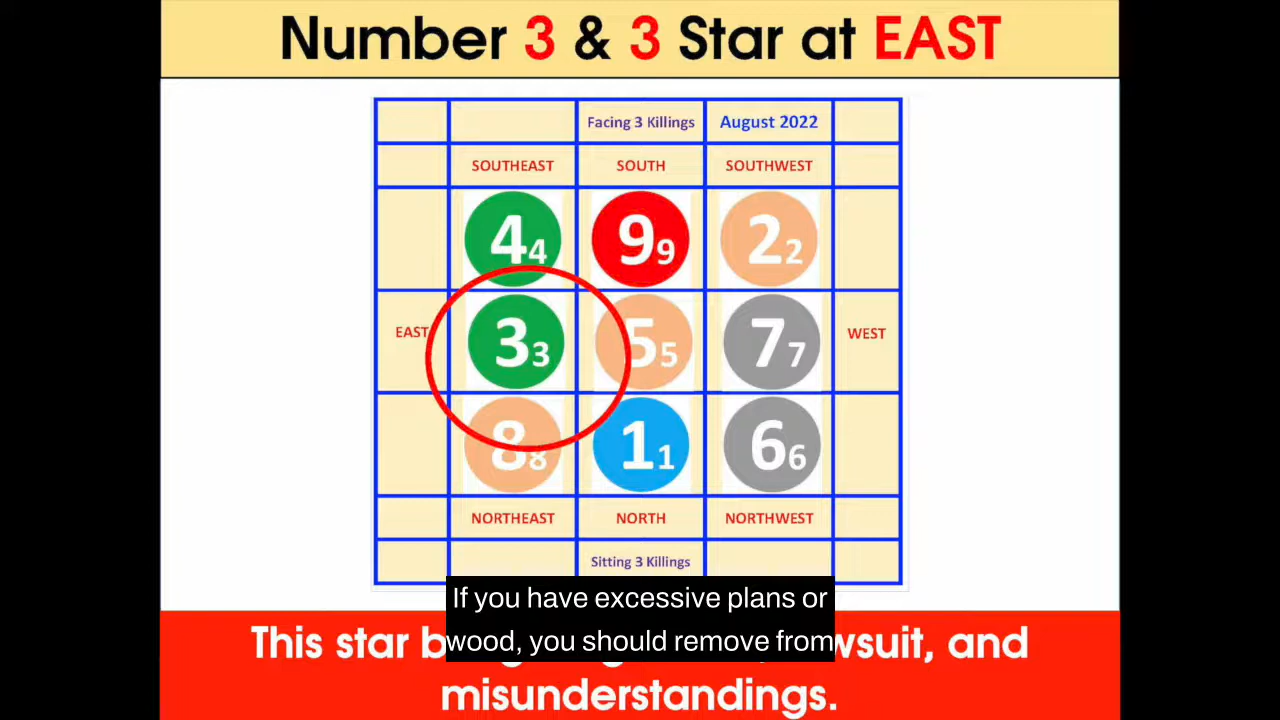 Number 3 & 3 Star at EAST
Facing 3 Killings
August 2022
SOUTHEAST
SOUTH
SOUTHWEST
44
99
22
EAST
33
55
77
WEST
88
11
66
NORTHEAST
NORTH
NORTHWEST
Sitting 3 Killings
If you have excessive plans or
wood, you should remove from
This star and
misunderstandings.